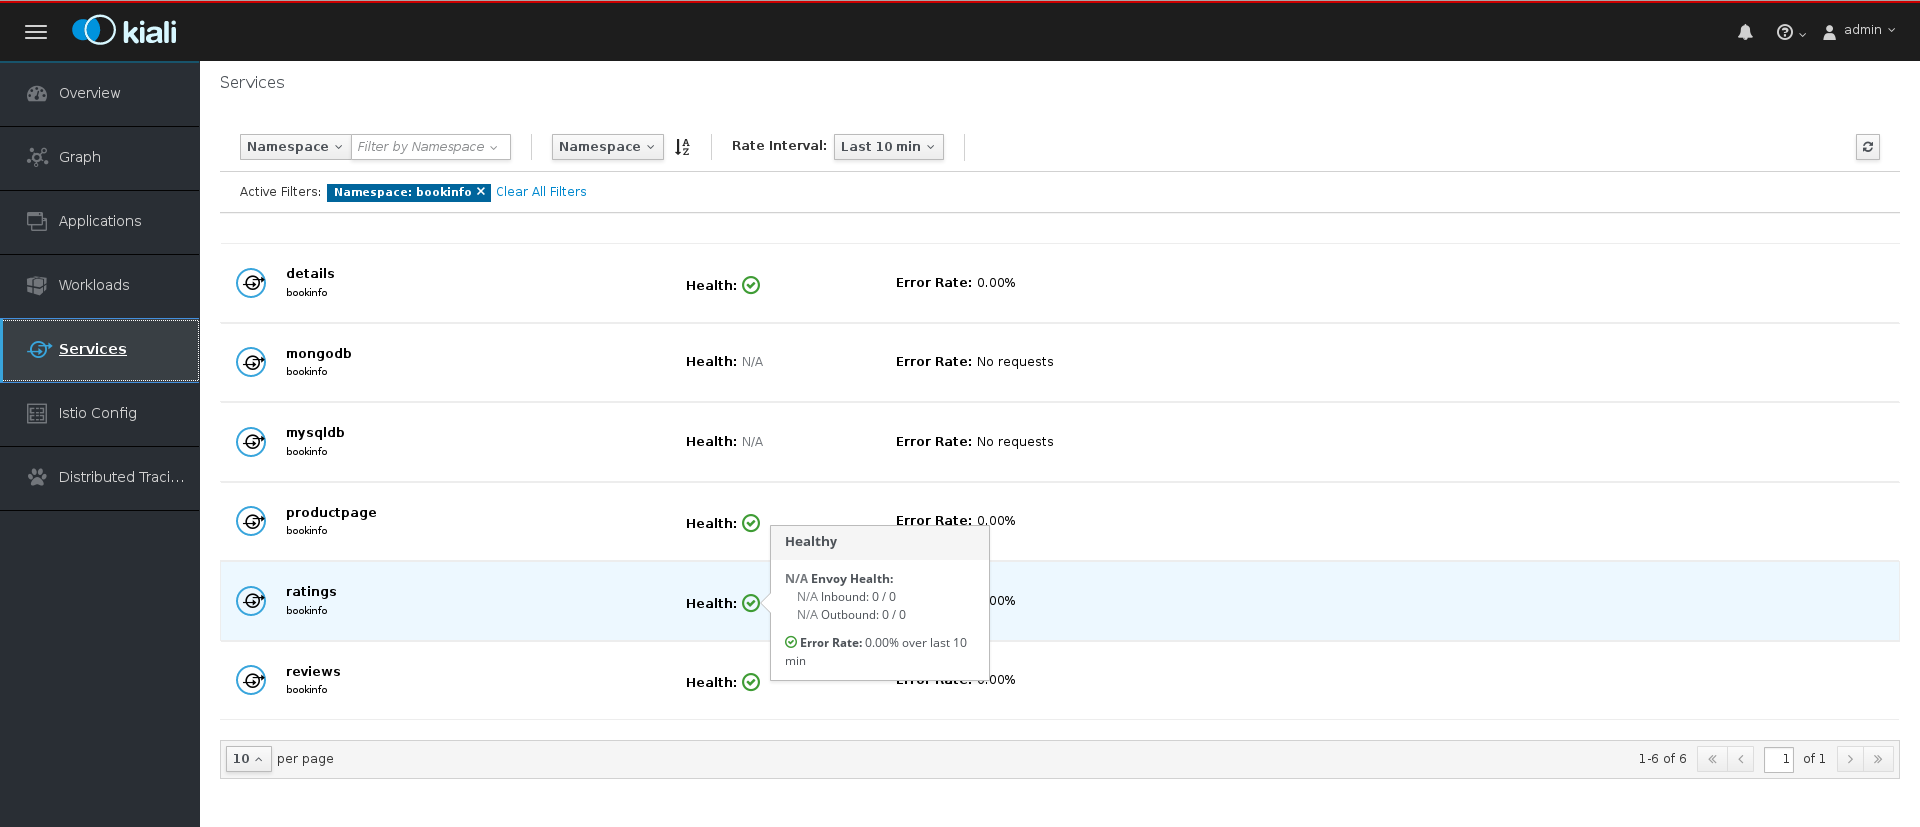 kiali
admin
Overview
Graph
Applications
Workloads
Services
Istio Config
Distributed Traci...
Services
Namespace Filter by Namespace Namespace Rate Interval: Last 10 min
Active Filters: Namespace: bookinfo × Clear All Filters
details
bookinfo
Health:
Error Rate: 0.00%
mongodb
bookinfo
Health: N/A
Error Rate: No requests
mysqldb
bookinfo
Health: N/A
Error Rate: No requests
productpage
bookinfo
Health:
Error Rate: 0.00%
ratings
bookinfo
Health:
00%
Healthy
N/A Envoy Health:
N/A Inbound: 0 / 0
N/A Outbound: 0 / 0
Error Rate: 0.00% over last 10
min
reviews
bookinfo
Health:
Error Rate: 0.00%
10 per page
1-6 of 6 « ‹ 1 of 1 › »